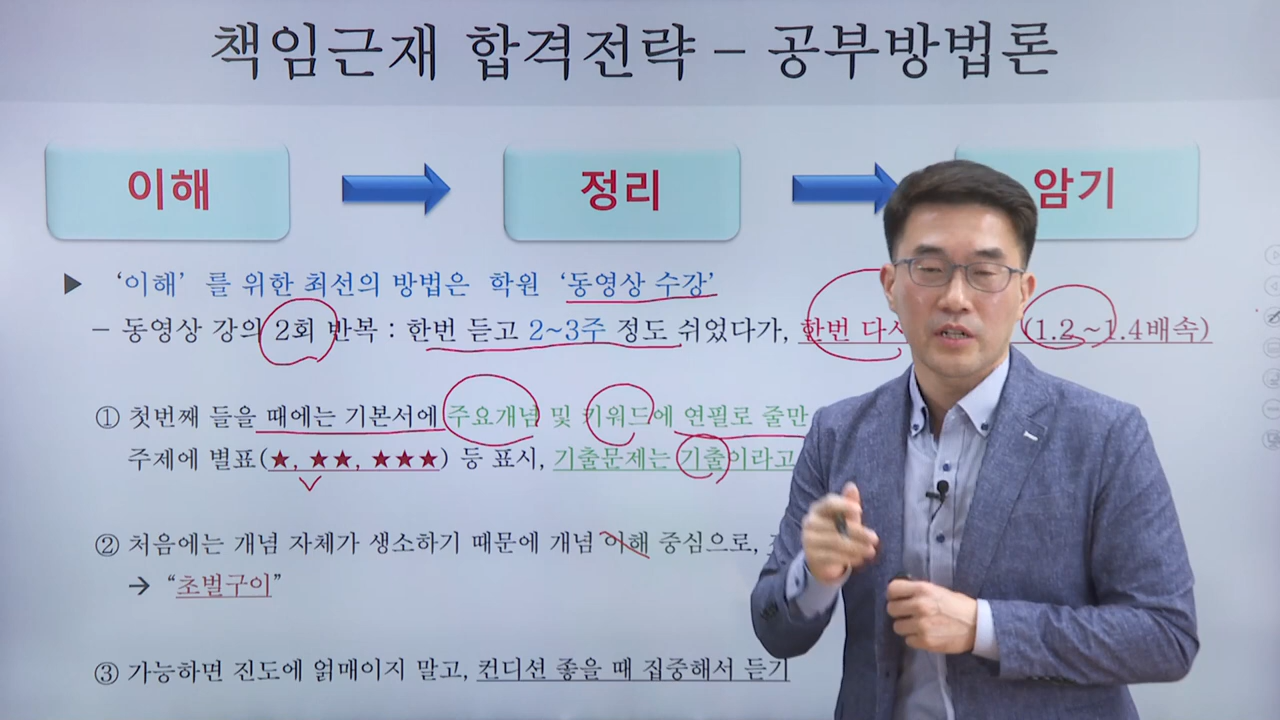 책임근재 합격전략 – 공부방법론
이해 정리 암기
▶ ‘이해’ 를 위한 최선의 방법은 학원 ‘동영상 수강’
– 동영상 강의 2회 반복 : 한번 듣고 2~3주 정도 쉬었다가, 한번 다시 (1.2~1.4배속)
① 첫번째 들을 때에는 기본서에 주요개념 및 키워드에 연필로 줄만
주제에 별표(★, ★★, ★★★) 등 표시, 기출문제는 기출이라고
② 처음에는 개념 자체가 생소하기 때문에 개념 이해 중심으로,
→ “초벌구이”
③ 가능하면 진도에 얽매이지 말고, 컨디션 좋을 때 집중해서 듣기